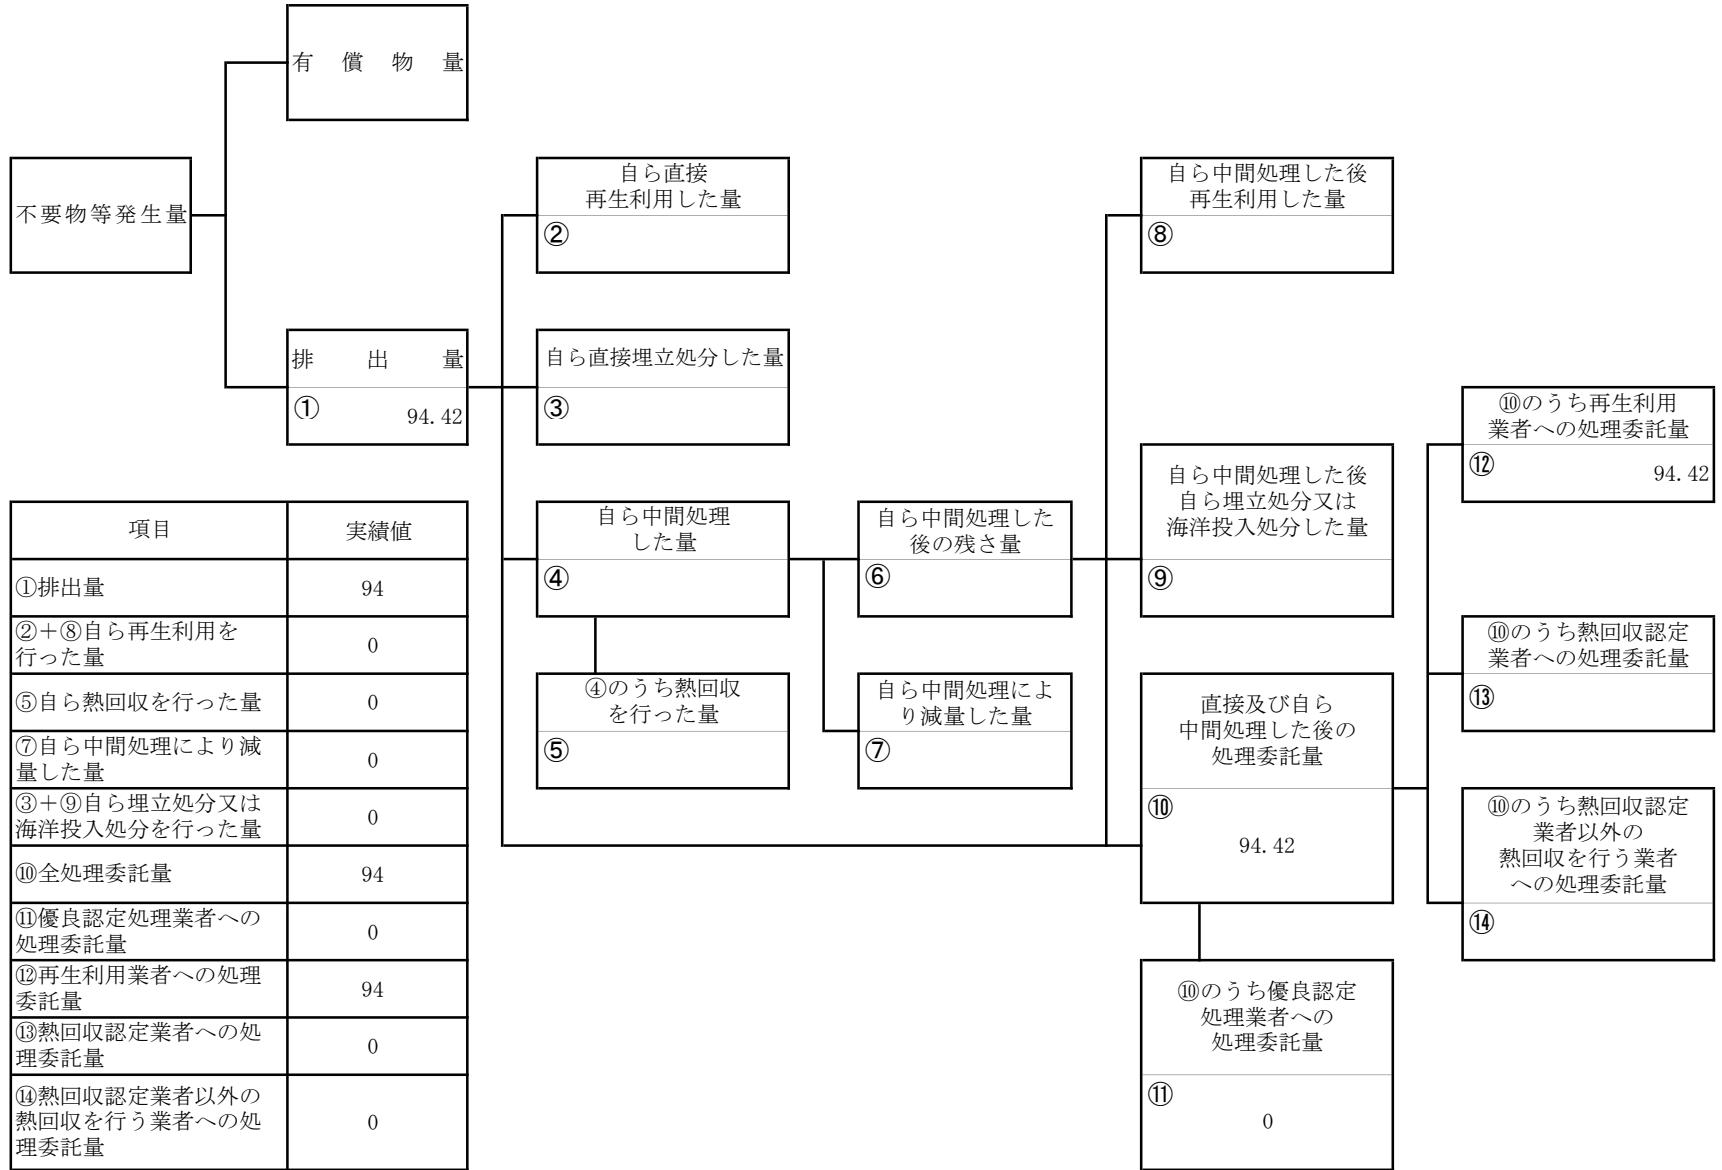 有償物量
不要物等発生量
排出量
①
94.42
自ら直接
再生利用した量
②
自ら直接埋立処分した量
③
自ら中間処理
した量
④
④のうち熱回収
を行った量
⑤
自ら中間処理した
後の残さ量
⑥
自ら中間処理によ
り減量した量
⑦
自ら中間処理した後
再生利用した量
⑧
自ら中間処理した後
自ら埋立処分又は
海洋投入処分した量
⑨
直接及び自ら
中間処理した後の
処理委託量
⑩
94.42
⑩のうち優良認定
処理業者への
処理委託量
⑪
0
⑩のうち再生利用
業者への処理委託量
⑫
94.42
⑩のうち熱回収認定
業者への処理委託量
⑬
⑩のうち熱回収認定
業者以外の
熱回収を行う業者
への処理委託量
⑭
項目 実績値
①排出量 94
②＋⑧自ら再生利用を
行った量 0
⑤自ら熱回収を行った量 0
⑦自ら中間処理により減
量した量 0
③＋⑨自ら埋立処分又は
海洋投入処分を行った量 0
⑩全処理委託量 94
⑪優良認定処理業者への
処理委託量 0
⑫再生利用業者への処理
委託量 94
⑬熱回収認定業者への処
理委託量 0
⑭熱回収認定業者以外の
熱回収を行う業者への処
理委託量 0